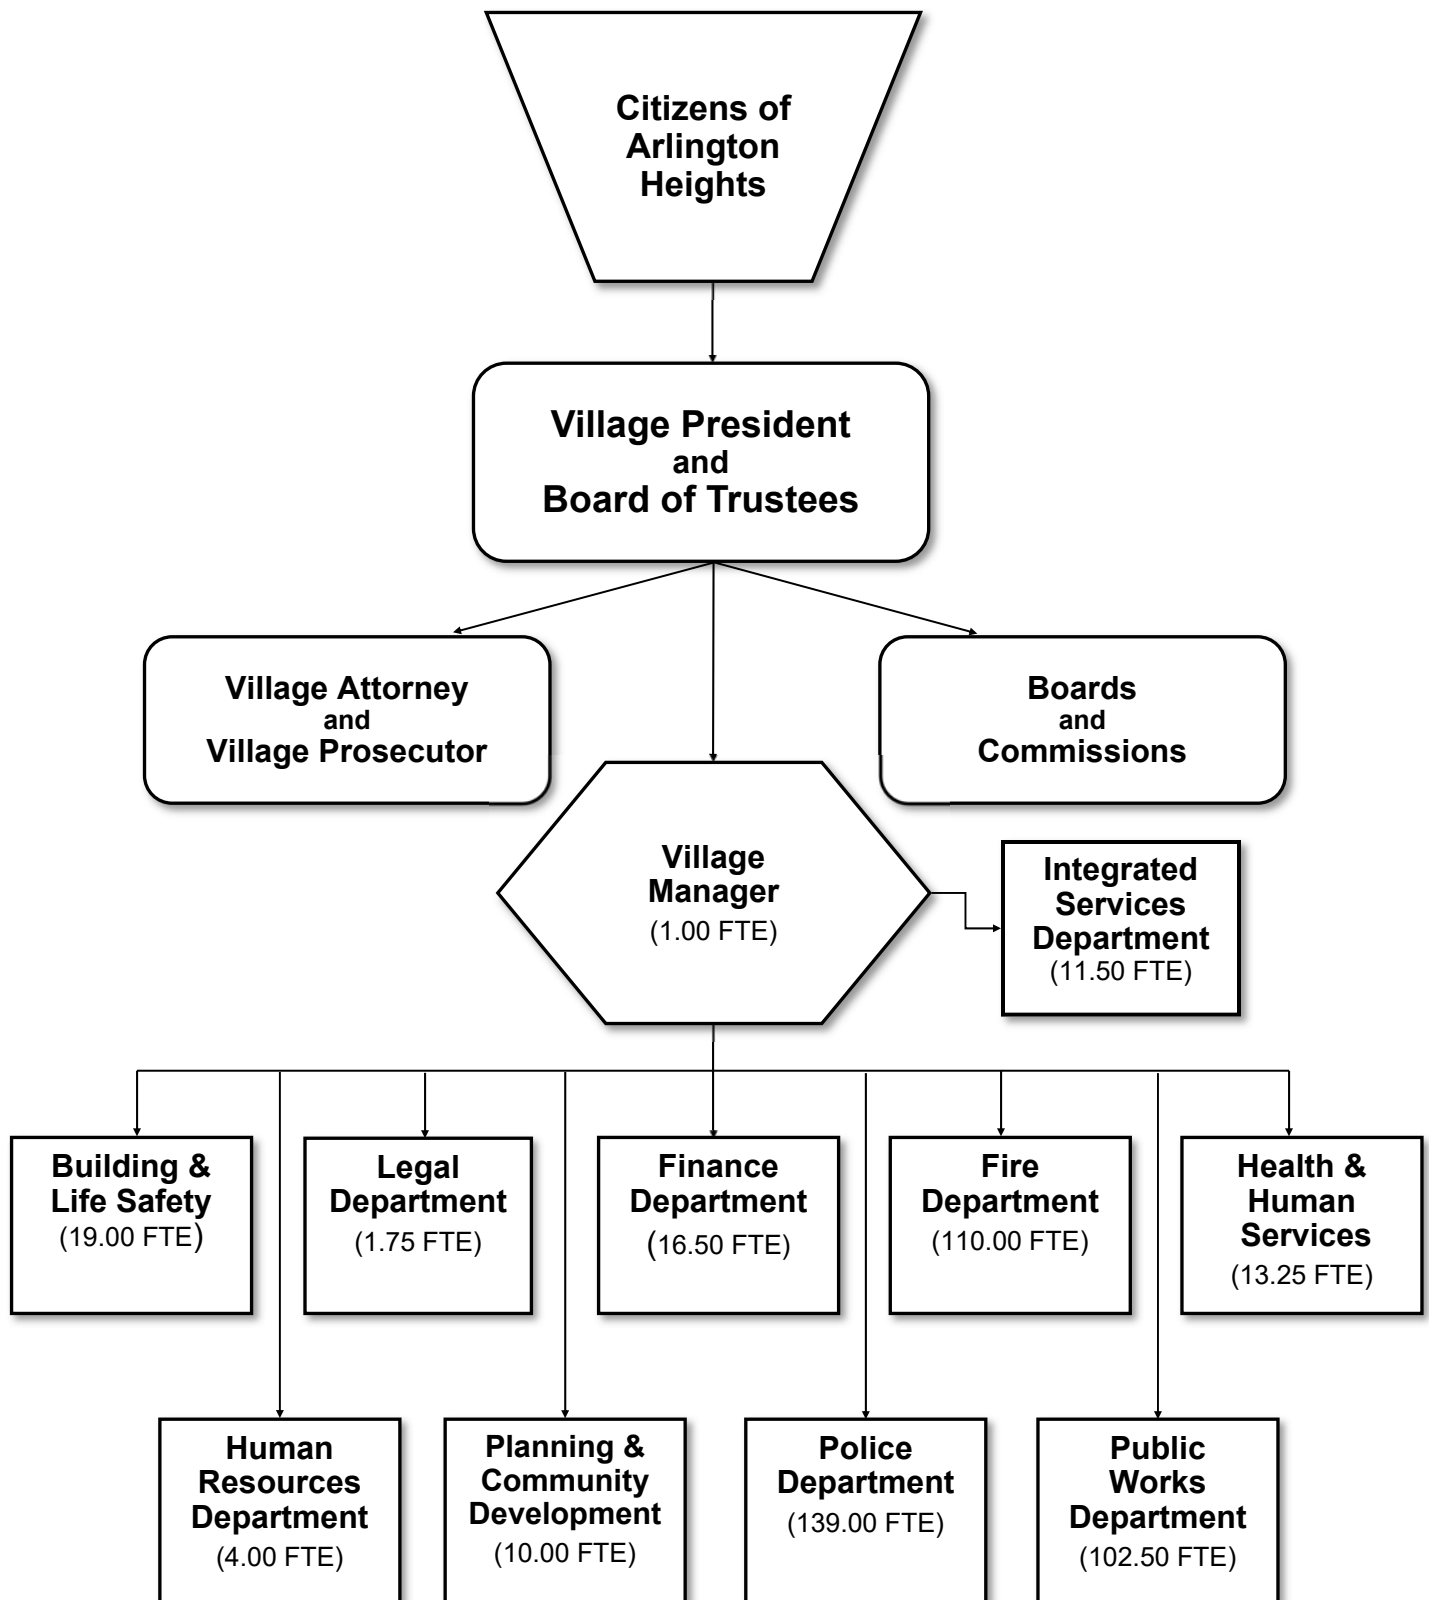 Citizens of
Arlington
Heights
Village President
and
Board of Trustees
Village Attorney
and
Village Prosecutor
Boards
and
Commissions
Village
Manager
(1.00 FTE)
Integrated
Services
Department
(11.50 FTE)
Building &
Life Safety
(19.00 FTE)
Legal
Department
(1.75 FTE)
Finance
Department
(16.50 FTE)
Fire
Department
(110.00 FTE)
Health &
Human
Services
(13.25 FTE)
Human
Resources
Department
(4.00 FTE)
Planning &
Community
Development
(10.00 FTE)
Police
Department
(139.00 FTE)
Public
Works
Department
(102.50 FTE)